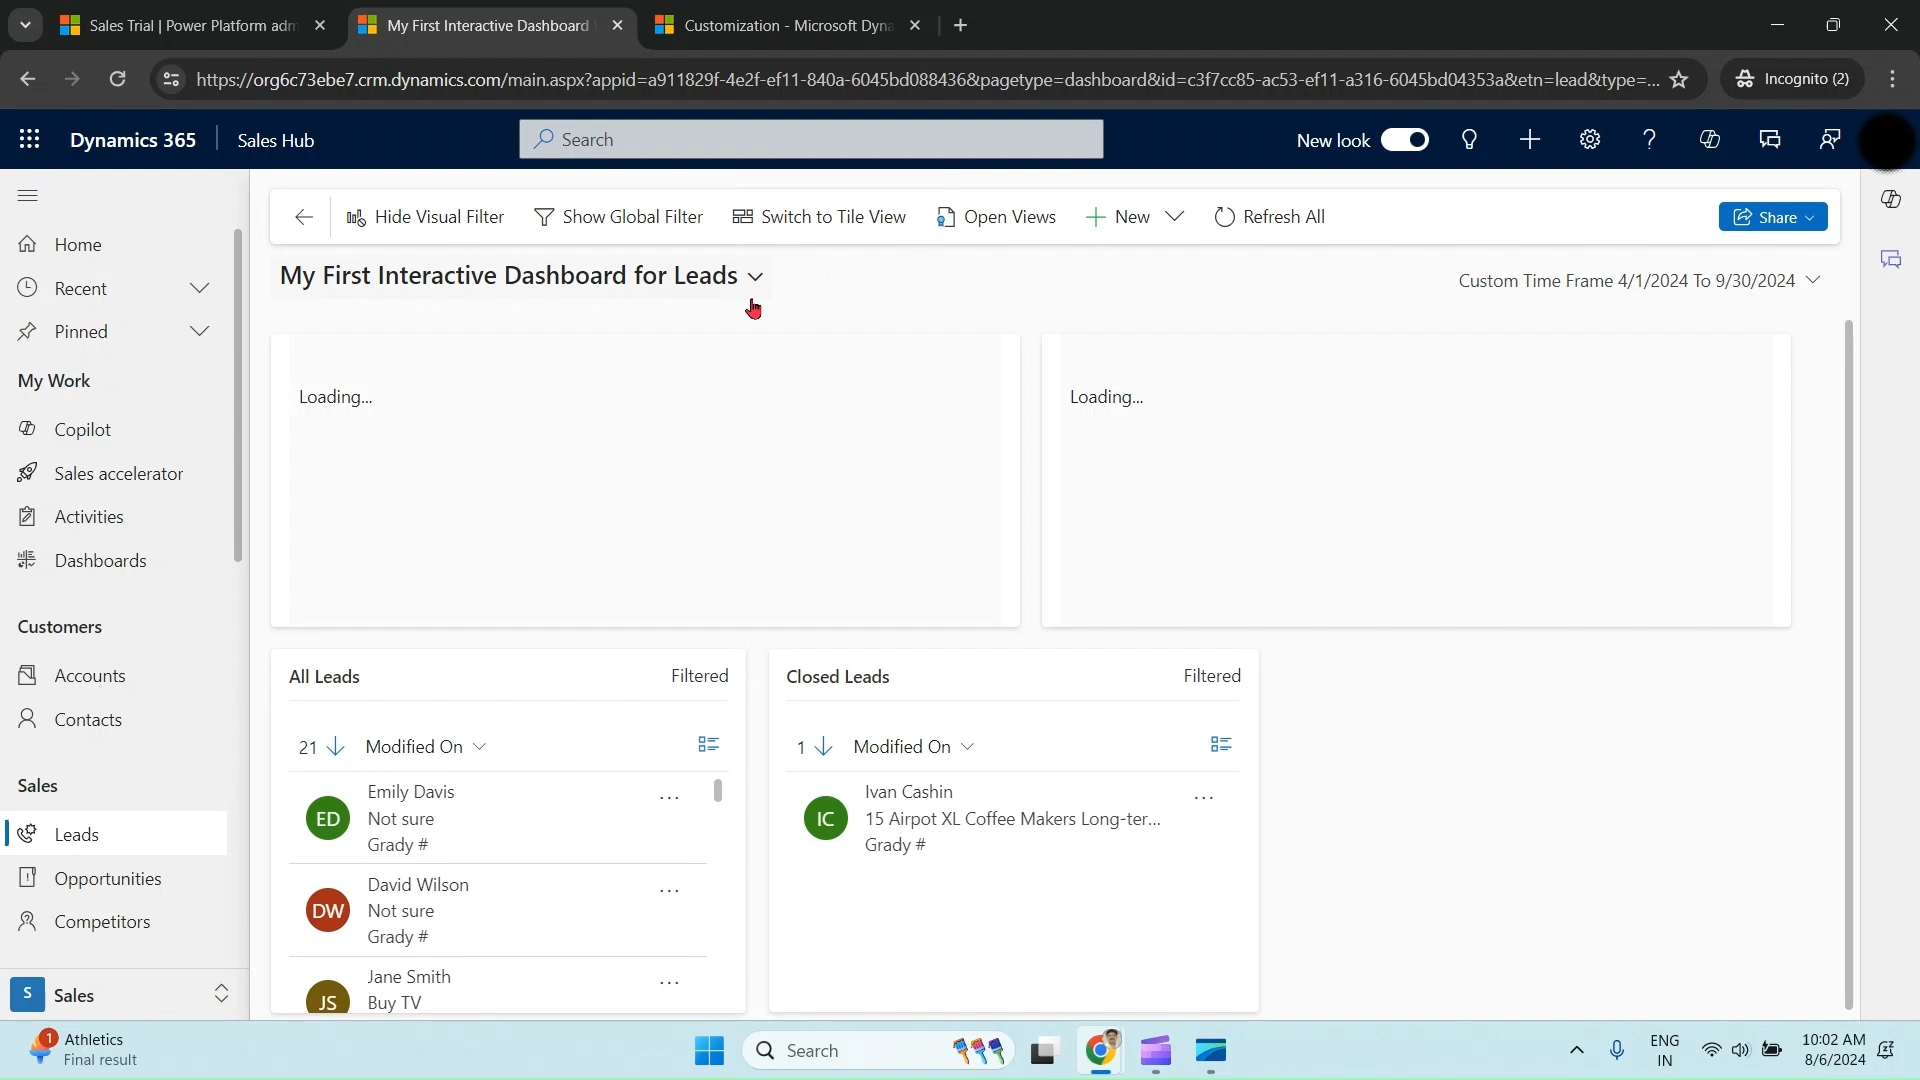 Sales Trial | Power Platform adm
My First Interactive Dashboard f
Customization - Microsoft Dyna
https://org6c73ebe7.crm.dynamics.com/main.aspx?appid=a911829f-4e2f-ef11-840a-6045bd088436&pagetype=dashboard&id=c3f7cc85-ac53-ef11-a316-6045bd04353a&etn=lead&type=...
Incognito (2)
Dynamics 365
Sales Hub
Search
New look
Hide Visual Filter
Show Global Filter
Switch to Tile View
Open Views
New
Refresh All
Share
My First Interactive Dashboard for Leads
Custom Time Frame 4/1/2024 To 9/30/2024
Home
Recent
Pinned
My Work
Copilot
Sales accelerator
Activities
Dashboards
Customers
Accounts
Contacts
Sales
Leads
Opportunities
Competitors
S
Sales
Loading...
Loading...
All Leads
Filtered
21
Modified On
ED
Emily Davis
Not sure
Grady #
...
DW
David Wilson
Not sure
Grady #
...
JS
Jane Smith
Buy TV
...
Closed Leads
Filtered
1
Modified On
IC
Ivan Cashin
15 Airpot XL Coffee Makers Long-ter...
Grady #
...
1
Athletics
Final result
Search
ENG
IN
10:02 AM
8/6/2024